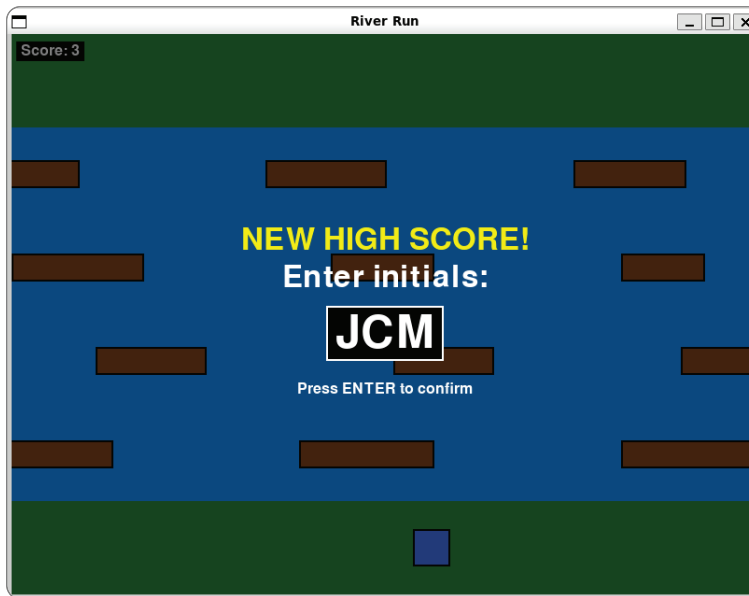 River Run
Score: 3
NEW HIGH SCORE!
Enter initials:
JCM
Press ENTER to confirm